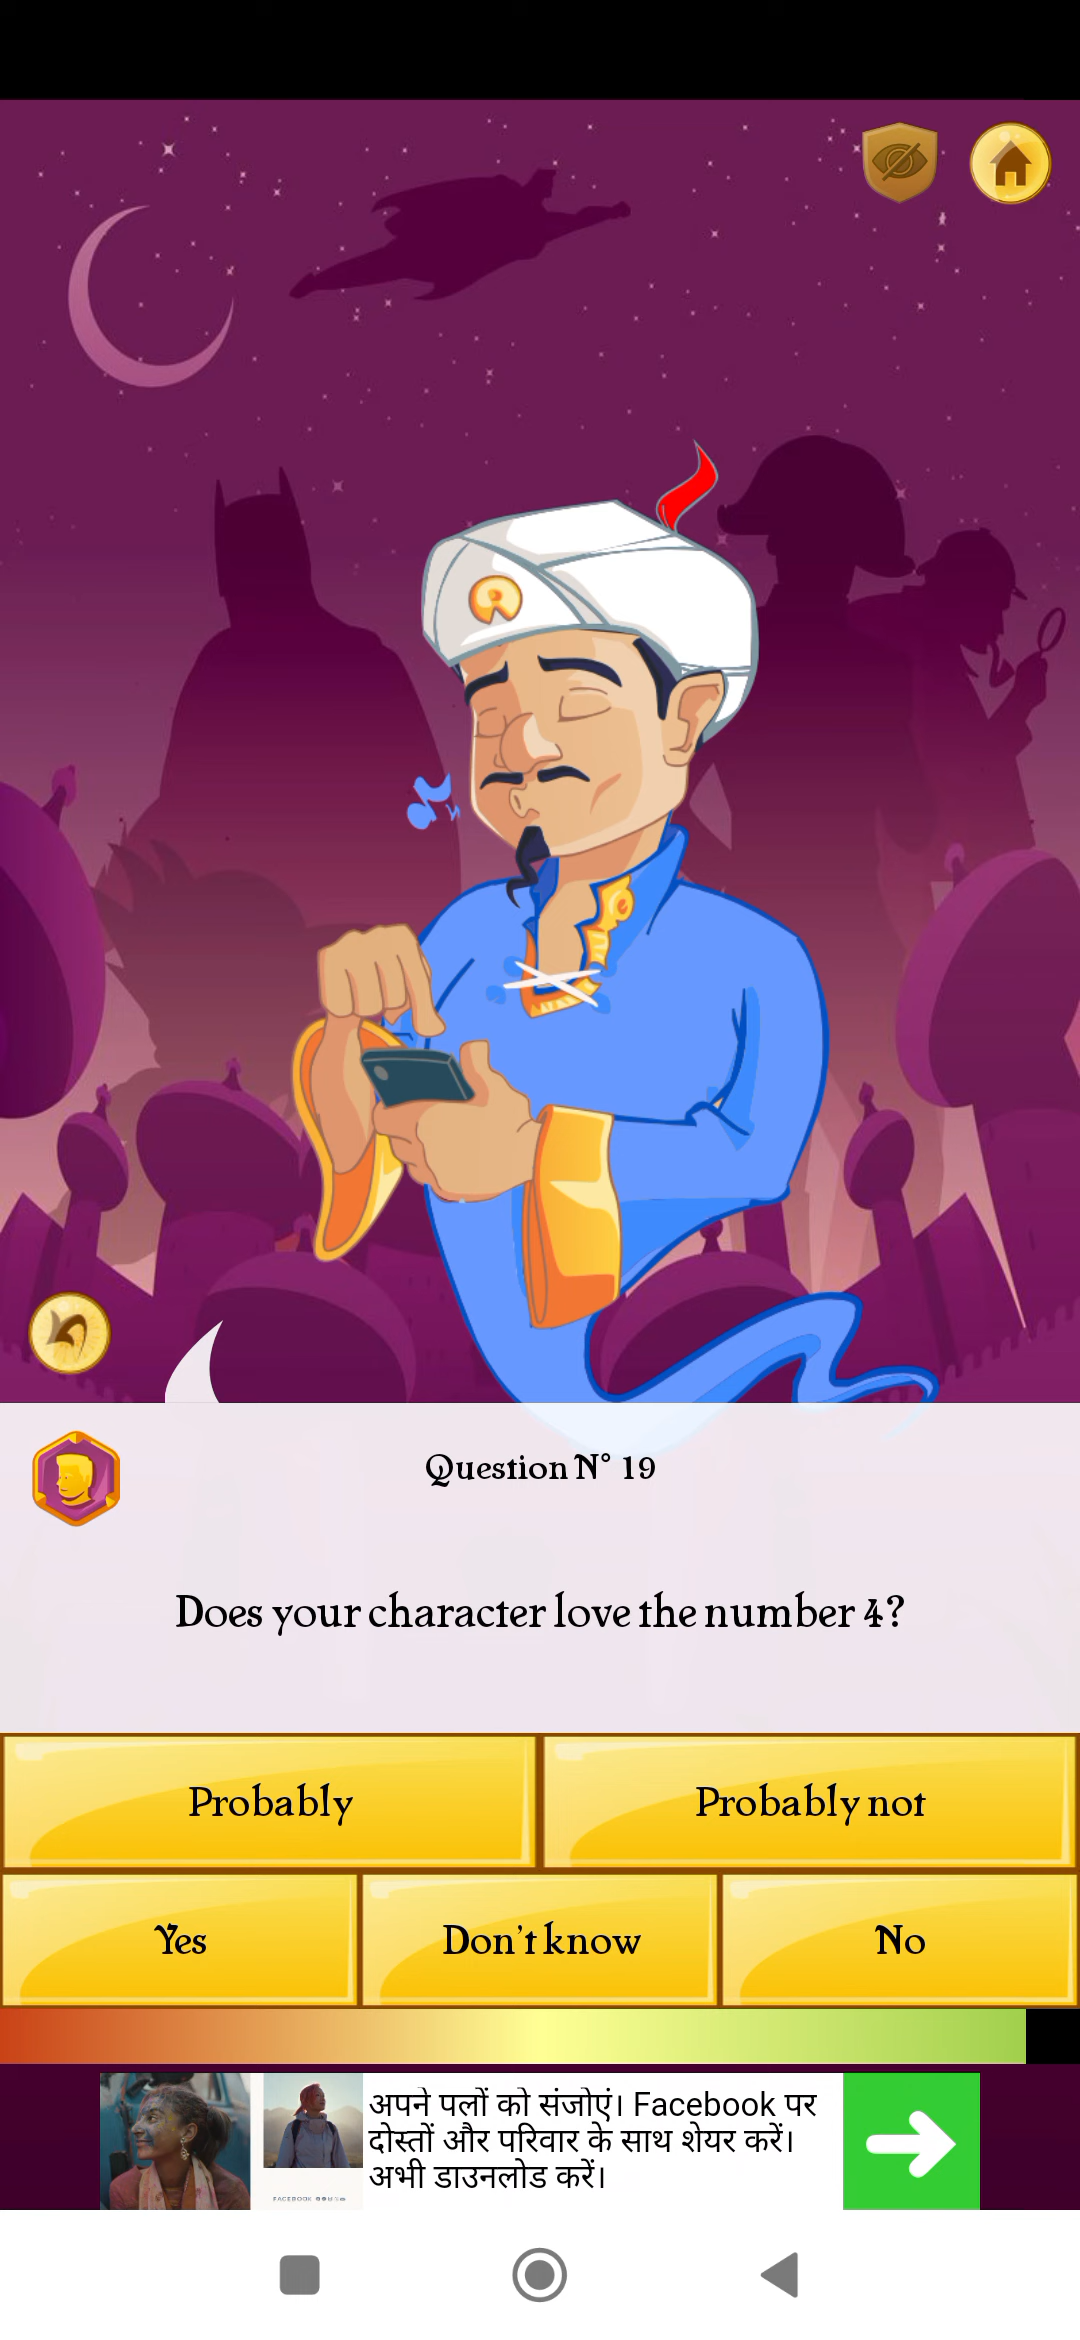 Question N° 19
Does your character love the number 4?
Probably
Probably not
Yes
Don't know
No
अपने पलों को संजोएं। Facebook पर
दोस्तों और परिवार के साथ शेयर करें।
अभी डाउनलोड करें।
FACEBOOK